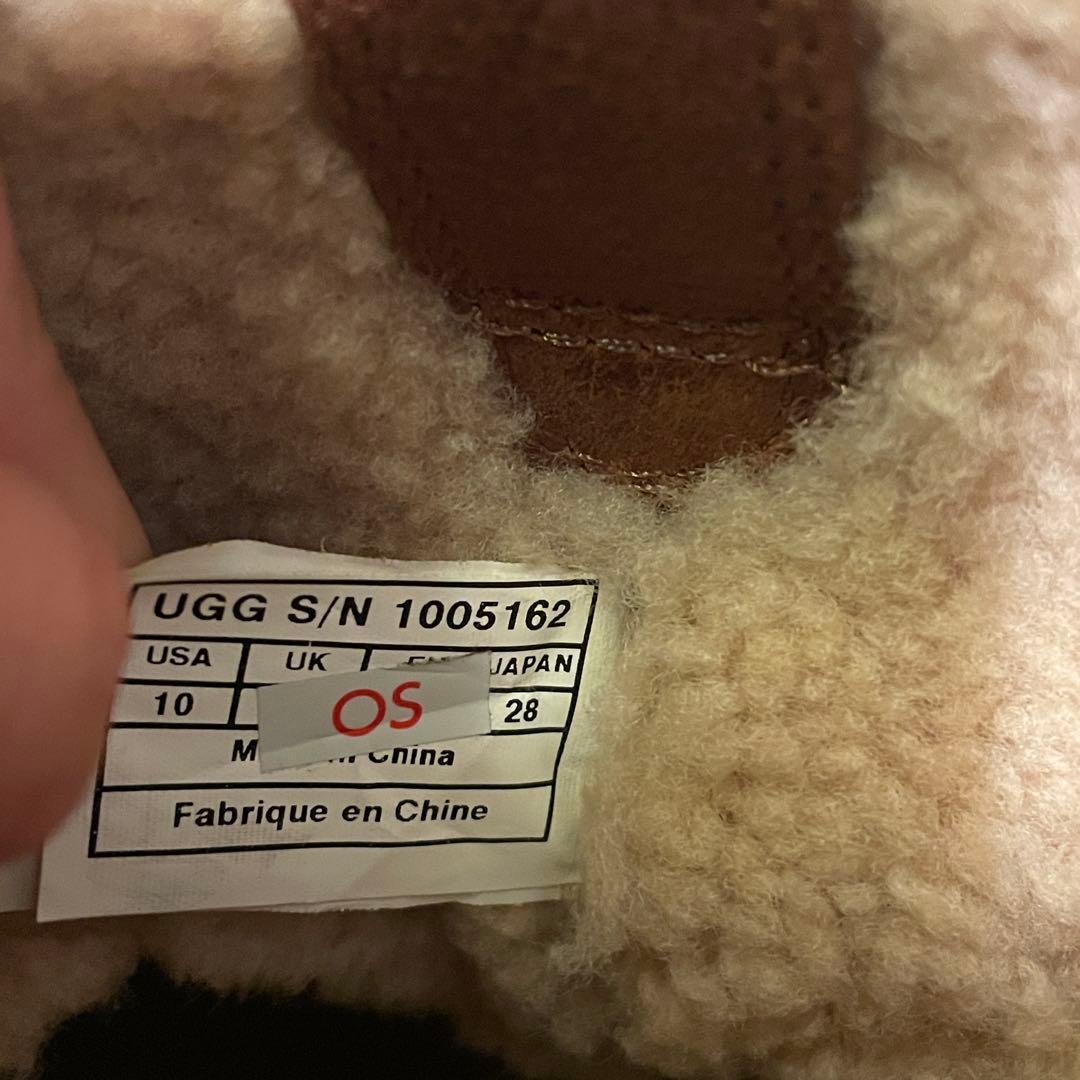 UGG S/N 1005162
USA UK JAPAN
10 OS 28
China
Fabrique en Chine